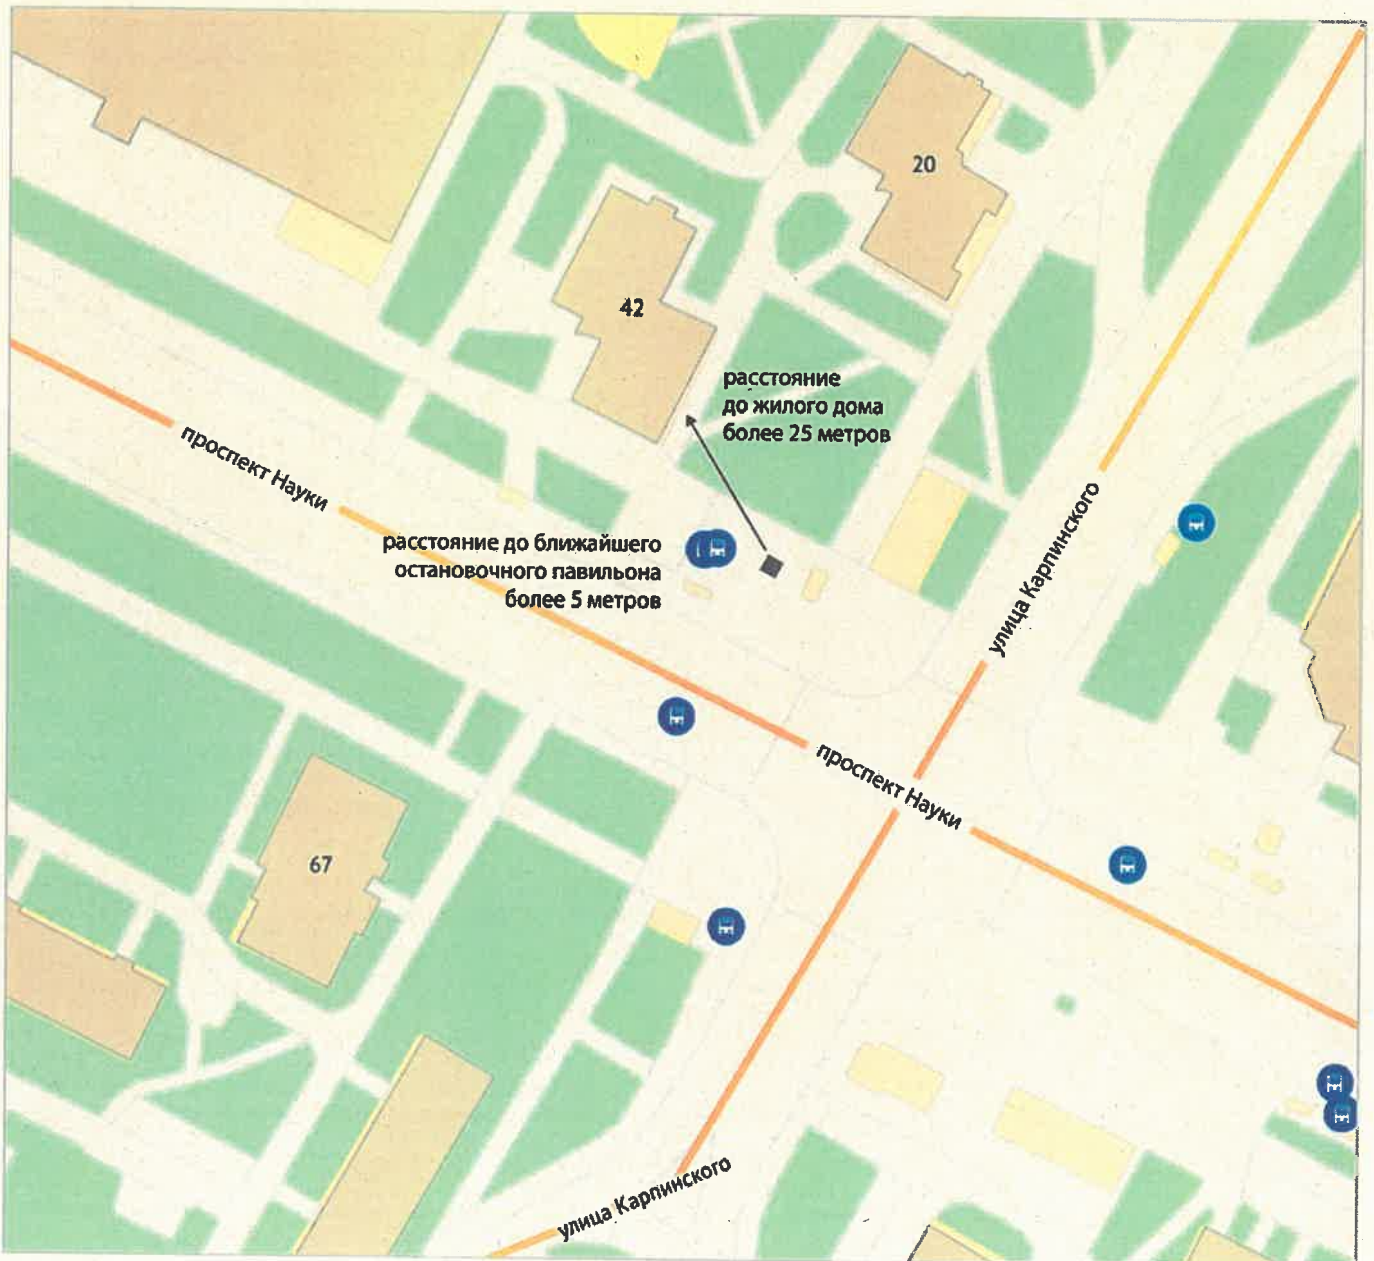 20
42
расстояние
до жилого дома
более 25 метров
проспект Науки
расстояние до ближайшего
остановочного павильона
более 5 метров
улица Карпинского
проспект Науки
67
улица Карпинского